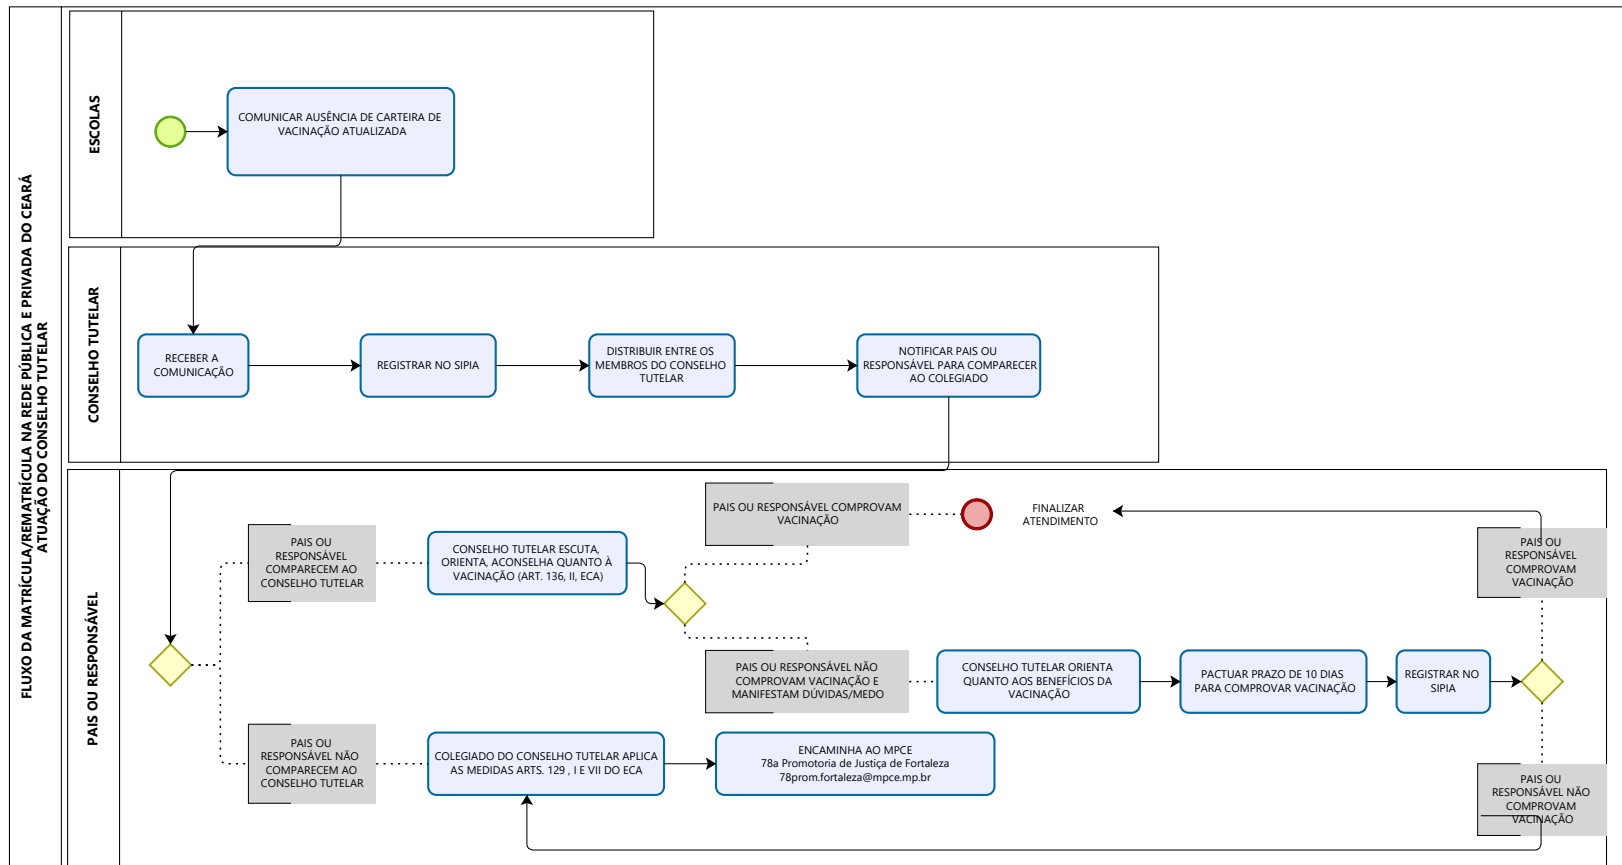 FLUXO DA MATRÍCULA/REMATRÍCULA NA REDE PÚBLICA E PRIVADA DO CEARÁ
ATUAÇÃO DO CONSELHO TUTELAR
ESCOLAS
COMUNICAR AUSÊNCIA DE CARTEIRA DE
VACINAÇÃO ATUALIZADA
CONSELHO TUTELAR
RECEBER A
COMUNICAÇÃO
REGISTRAR NO SIPIA
DISTRIBUIR ENTRE OS
MEMBROS DO CONSELHO
TUTELAR
NOTIFICAR PAIS OU
RESPONSÁVEL PARA COMPARECER
AO COLEGIADO
PAIS OU RESPONSÁVEL
PAIS OU
RESPONSÁVEL
COMPARECEM AO
CONSELHO TUTELAR
CONSELHO TUTELAR ESCUTA,
ORIENTA, ACONSELHA QUANTO À
VACINAÇÃO (ART. 136, II, ECA)
PAIS OU RESPONSÁVEL COMPROVAM
VACINAÇÃO
FINALIZAR
ATENDIMENTO
PAIS OU RESPONSÁVEL NÃO
COMPROVAM VACINAÇÃO E
MANIFESTAM DÚVIDAS/MEDO
CONSELHO TUTELAR ORIENTA
QUANTO AOS BENEFÍCIOS DA
VACINAÇÃO
PACTUAR PRAZO DE 10 DIAS
PARA COMPROVAR VACINAÇÃO
REGISTRAR NO
SIPIA
PAIS OU
RESPONSÁVEL
COMPROVAM
VACINAÇÃO
PAIS OU
RESPONSÁVEL NÃO
COMPROVAM
VACINAÇÃO
PAIS OU
RESPONSÁVEL NÃO
COMPARECEM AO
CONSELHO TUTELAR
COLEGIADO DO CONSELHO TUTELAR APLICA
AS MEDIDAS ARTS. 129 , I E VII DO ECA
ENCAMINHA AO MPCE
78a Promotoria de Justiça de Fortaleza
78prom.fortaleza@mpce.mp.br